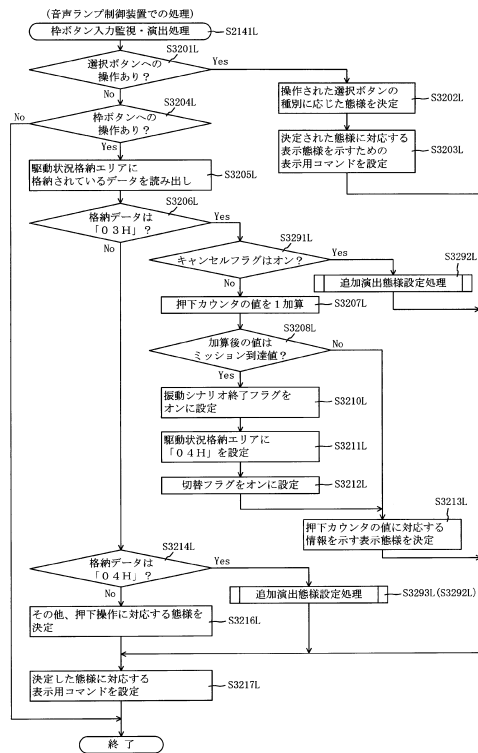 (音声ランプ制御装置での処理)
枠ボタン入力監視・演出処理
S2141L
S3201L
選択ボタンへの
操作あり？
Yes
No
操作された選択ボタンの
種別に応じた態様を決定
S3202L
S3204L
枠ボタンへの
操作あり？
No
Yes
決定された態様に対応する
表示態様を示すための
表示用コマンドを設定
S3203L
駆動状況格納エリアに
格納されているデータを読み出し
S3205L
S3206L
格納データは
「０３Ｈ」？
Yes
No
S3291L
キャンセルフラグはオン？
Yes
No
S3292L
追加演出態様設定処理
押下カウンタの値を１加算
S3207L
S3208L
加算後の値は
ミッション到達値？
No
Yes
振動シナリオ終了フラグを
オンに設定
S3210L
駆動状況格納エリアに
「０４Ｈ」を設定
S3211L
切替フラグをオンに設定
S3212L
S3213L
押下カウンタの値に対応する
情報を示す表示態様を決定
S3214L
格納データは
「０４Ｈ」？
Yes
No
追加演出態様設定処理
S3293L(S3292L)
その他、押下操作に対応する態様を
決定
S3216L
決定した態様に対応する
表示用コマンドを設定
S3217L
終了